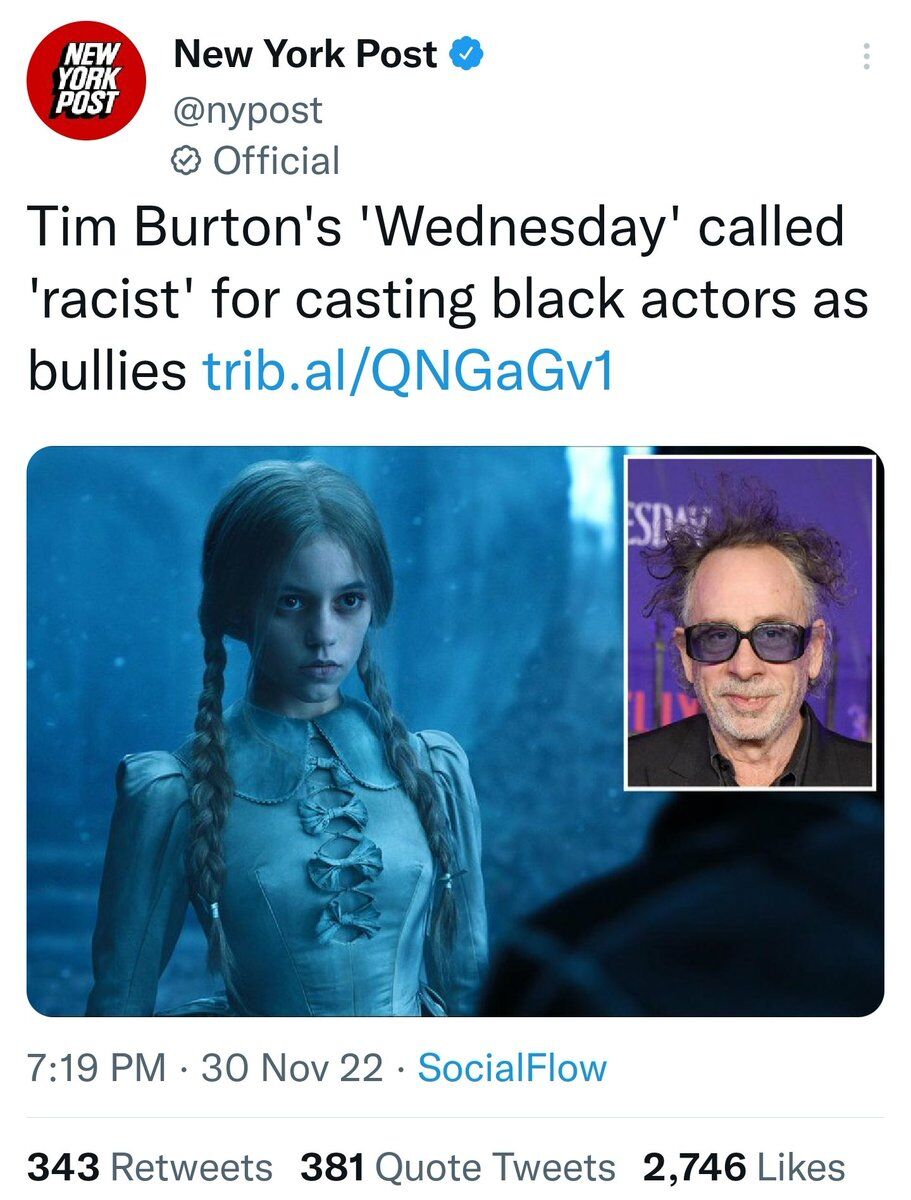 NEW
YORK
POST
New York Post
@nypost
Official
Tim Burton's 'Wednesday' called
'racist' for casting black actors as
bullies trib.al/QNGaGv1
ESDAY
FLIX
7:19 PM · 30 Nov 22 · SocialFlow
343 Retweets 381 Quote Tweets 2,746 Likes